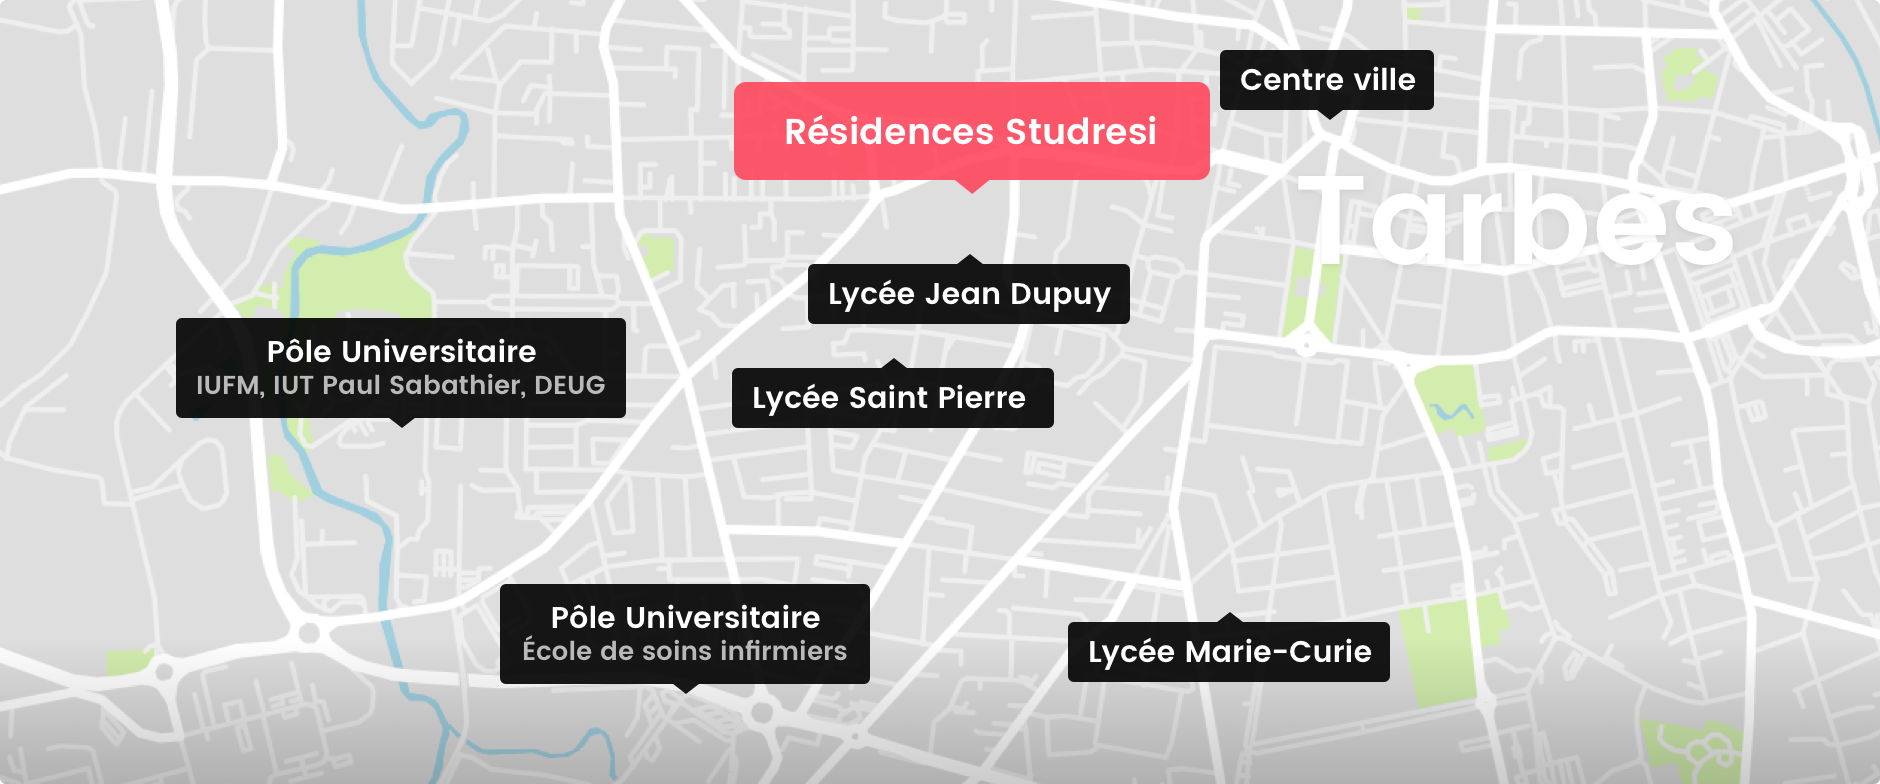 Centre ville
Résidences Studresi
Tarbes
Lycée Jean Dupuy
Pôle Universitaire
IUFM, IUT Paul Sabathier, DEUG
Lycée Saint Pierre
Pôle Universitaire
École de soins infirmiers
Lycée Marie-Curie